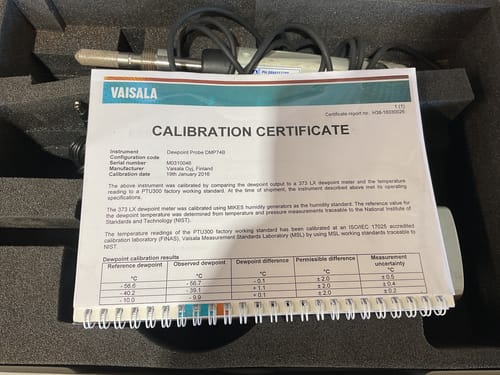 VAISALA
1 (1)
Certificate report nr. H38-16030026
CALIBRATION CERTIFICATE
Instrument Dewpoint Probe DMP74B
Configuration code
Serial number M0310046
Manufacturer Vaisala Oyj, Finland
Calibration date 19th January 2016
The above instrument was calibrated by comparing the dewpoint output to a 373 LX dewpoint meter and the temperature
reading to a PTU300 factory working standard. At the time of shipment, the instrument described above met its operating
specifications.
The 373 LX dewpoint meter was calibrated using MIKES humidity generators as the humidity standard. The reference value for
the dewpoint temperature was determined from temperature and pressure measurements traceable to the National Institute of
Standards and Technology (NIST).
The temperature readings of the PTU300 factory working standard has been calibrated at an ISO/IEC 17025 accredited
calibration laboratory (FINAS), Vaisala Measurement Standards Laboratory (MSL) by using MSL working standards traceable to
NIST.
Dewpoint calibration results
Reference dewpoint Observed dewpoint Dewpoint difference Permissible difference Measurement
uncertainty
°C °C °C °C °C
- 56.6 - 56.7 - 0.1 ± 2.0 ± 0.5
- 40.2 - 39.1 + 1.1 ± 2.0 ± 0.4
- 10.0 - 9.9 + 0.1 ± 2.0 ± 0.2